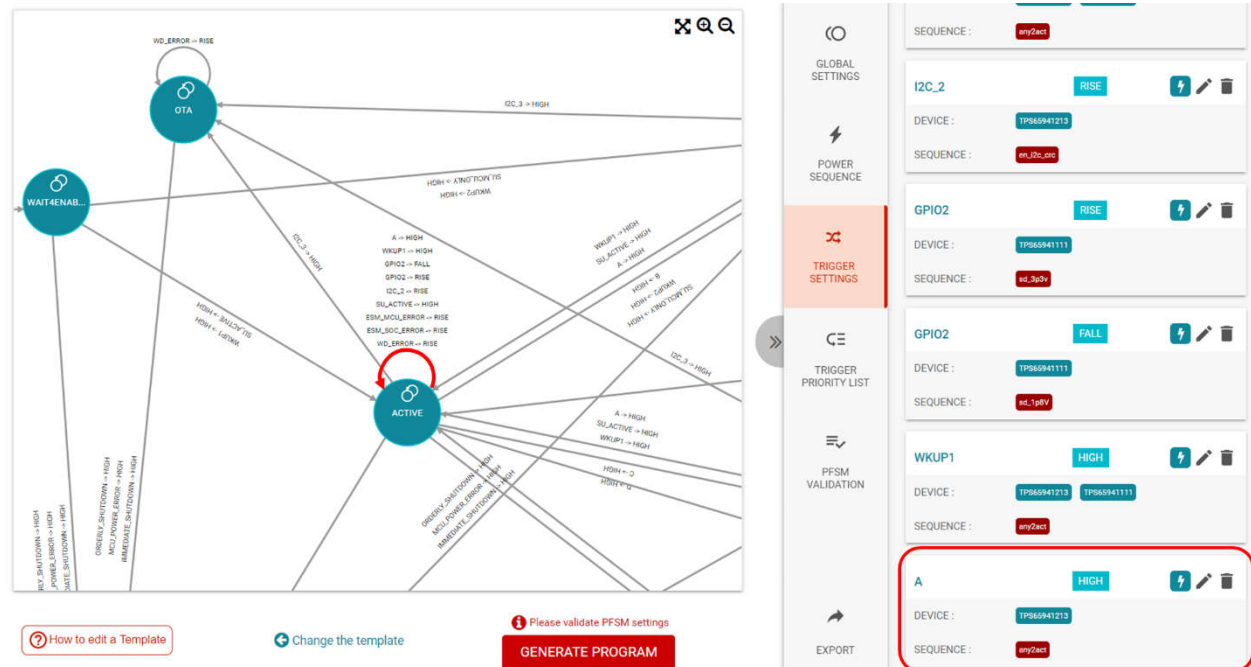 WD_ERROR -> RISE
OTA
I2C_3 -> HIGH
WAIT4ENAB...
SU_MCU_ONLY -> HIGH
WKUP2 -> HIGH
I2C_3 -> HIGH
A -> HIGH
WKUP1 -> HIGH
GPIO2 -> FALL
GPIO2 -> RISE
I2C_2 -> RISE
SU_ACTIVE -> HIGH
ESM_MCU_ERROR -> RISE
ESM_SOC_ERROR -> RISE
WD_ERROR -> RISE
WKUP1 -> HIGH
SU_ACTIVE -> HIGH
A -> HIGH
B -> HIGH
WKUP2 -> HIGH
SU_MCU_ONLY -> HIGH
SU_ACTIVE -> HIGH
WKUP1 -> HIGH
I2C_3 -> HIGH
ACTIVE
A -> HIGH
SU_ACTIVE -> HIGH
WKUP1 -> HIGH
C -> HIGH
D -> HIGH
ORDERLY_SHUTDOWN -> HIGH
MCU_POWER_ERROR -> HIGH
IMMEDIATE_SHUTDOWN -> HIGH
ORDERLY_SHUTDOWN -> HIGH
MCU_POWER_ERROR -> HIGH
IMMEDIATE_SHUTDOWN -> HIGH
RLY_SHUTDOWN -> HIGH
_POWER_ERROR -> HIGH
DIATE_SHUTDOWN -> HIGH
How to edit a Template
Change the template
Please validate PFSM settings
GENERATE PROGRAM
GLOBAL
SETTINGS
POWER
SEQUENCE
TRIGGER
SETTINGS
TRIGGER
PRIORITY LIST
PFSM
VALIDATION
EXPORT
SEQUENCE : any2act
I2C_2 RISE
DEVICE : TPS65941213
SEQUENCE : en_i2c_crc
GPIO2 RISE
DEVICE : TPS65941111
SEQUENCE : sd_3p3v
GPIO2 FALL
DEVICE : TPS65941111
SEQUENCE : sd_1p8V
WKUP1 HIGH
DEVICE : TPS65941213 TPS65941111
SEQUENCE : any2act
A HIGH
DEVICE : TPS65941213
SEQUENCE : any2act